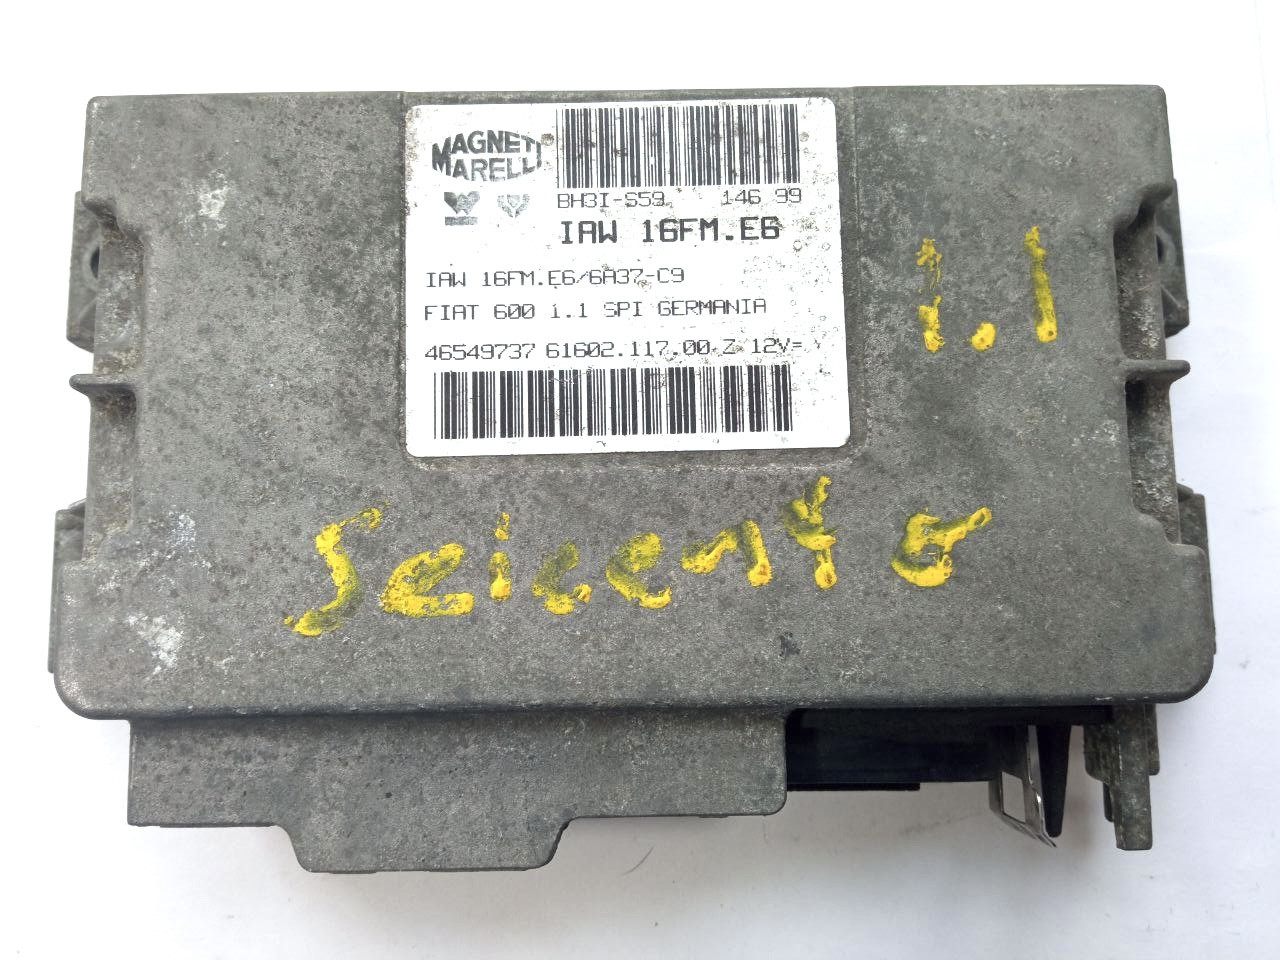 MAGNETI
MARELLI
BH3I-S59 146 99
IAW 16FM.E6
IAW 16FM.E6/6A37-C9
FIAT 600 1.1 SPI GERMANIA
46549737 61602.117.00 Z 12V=
1.1
Seicento